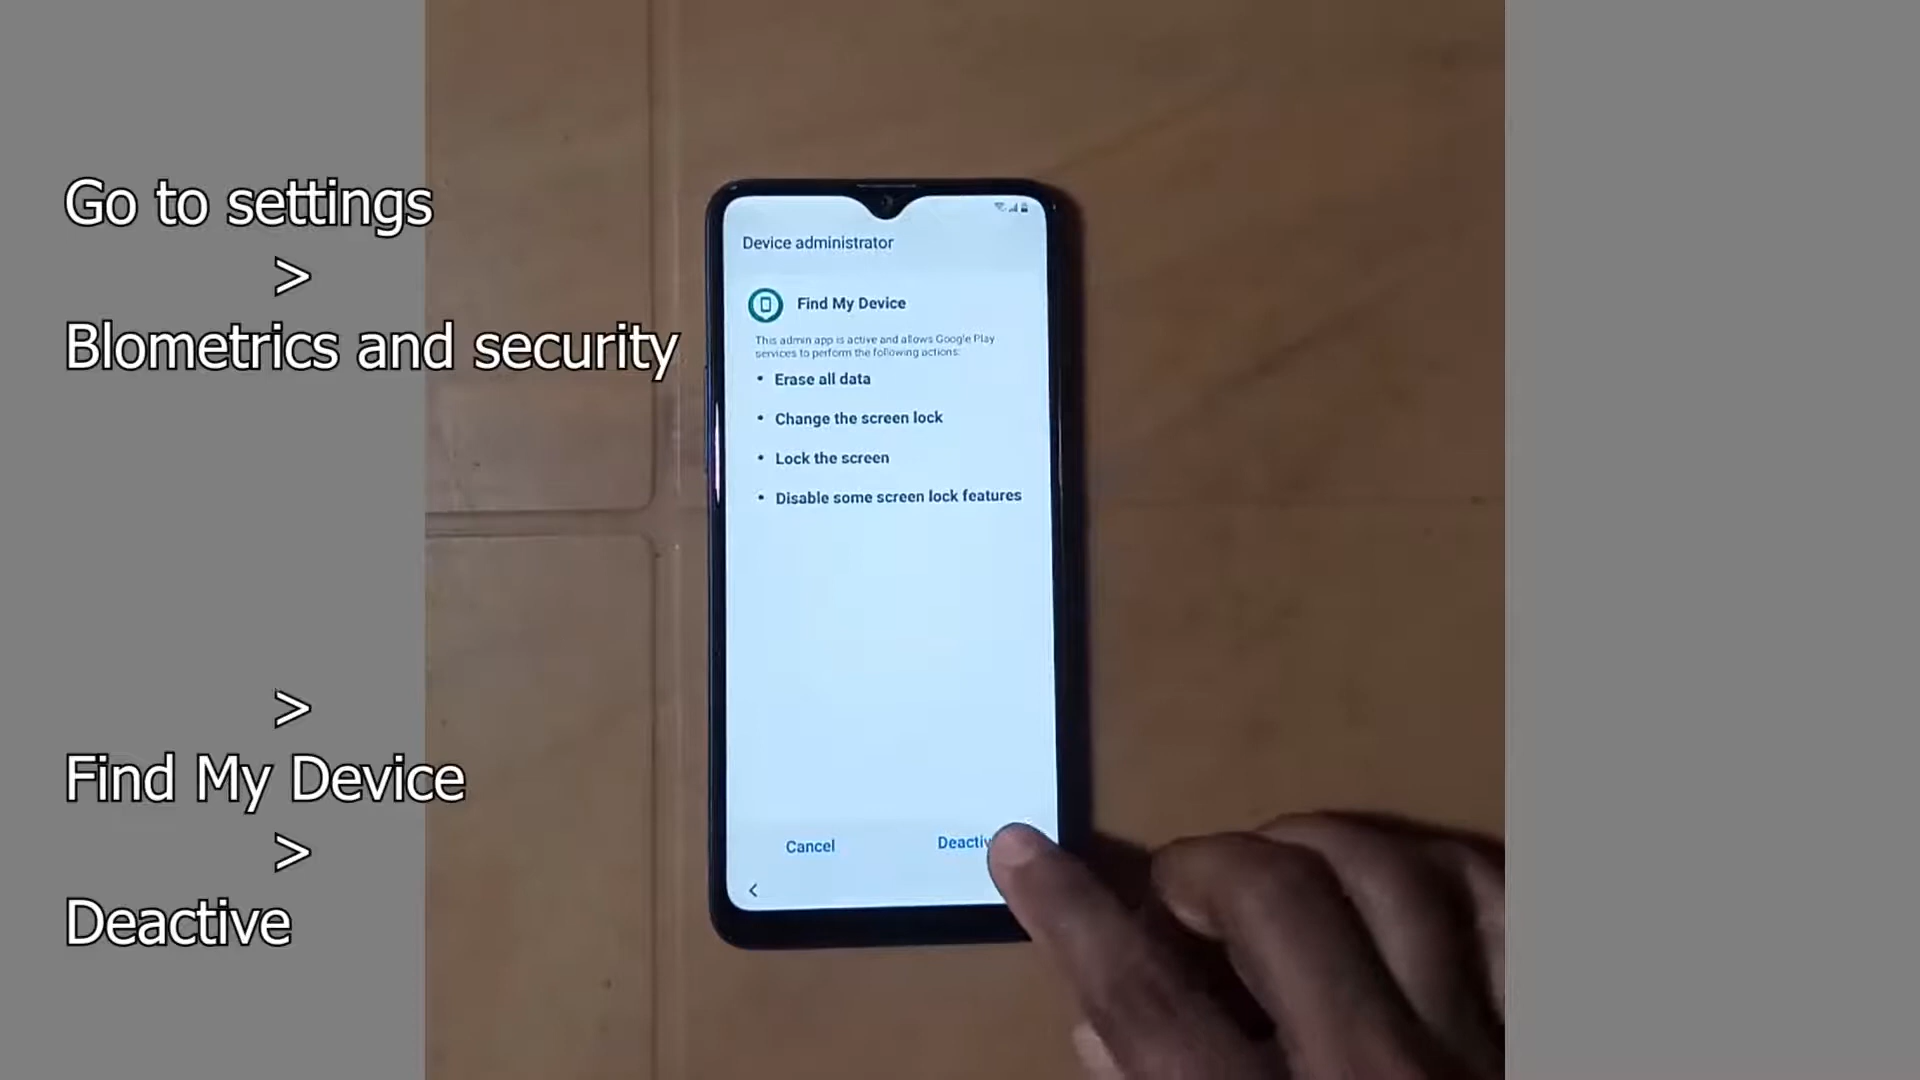 Go to settings
>
Blometrics and security
>
Find My Device
>
Deactive
Device administrator
Find My Device
This admin app is active and allows Google Play
services to perform the following actions:
• Erase all data
• Change the screen lock
• Lock the screen
• Disable some screen lock features
Cancel